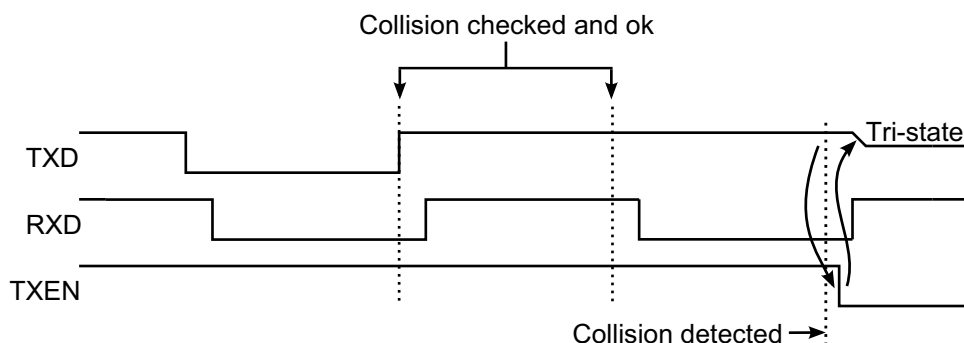 Collision checked and ok
Tri-state
TXD
RXD
TXEN
Collision detected